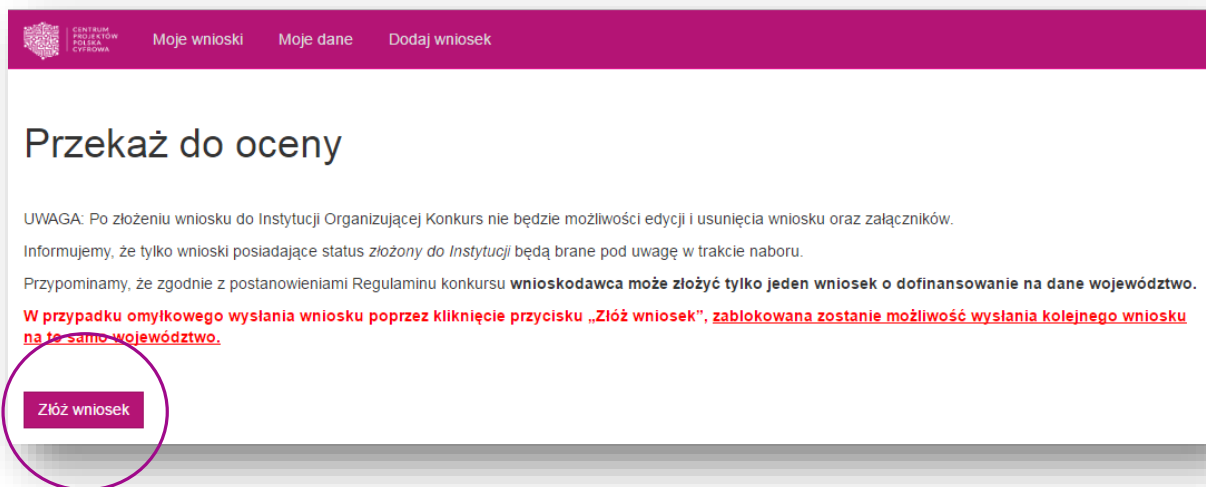 CENTRUM
PROJEKTÓW
POLSKA
CYFROWA
Moje wnioski Moje dane Dodaj wniosek
Przekaż do oceny
UWAGA: Po złożeniu wniosku do Instytucji Organizującej Konkurs nie będzie możliwości edycji i usunięcia wniosku oraz załączników.
Informujemy, że tylko wnioski posiadające status złożony do Instytucji będą brane pod uwagę w trakcie naboru.
Przypominamy, że zgodnie z postanowieniami Regulaminu konkursu wnioskodawca może złożyć tylko jeden wniosek o dofinansowanie na dane województwo.
W przypadku omyłkowego wysłania wniosku poprzez kliknięcie przycisku „Złóż wniosek”, zablokowana zostanie możliwość wysłania kolejnego wniosku
na to samo województwo.
Złóż wniosek